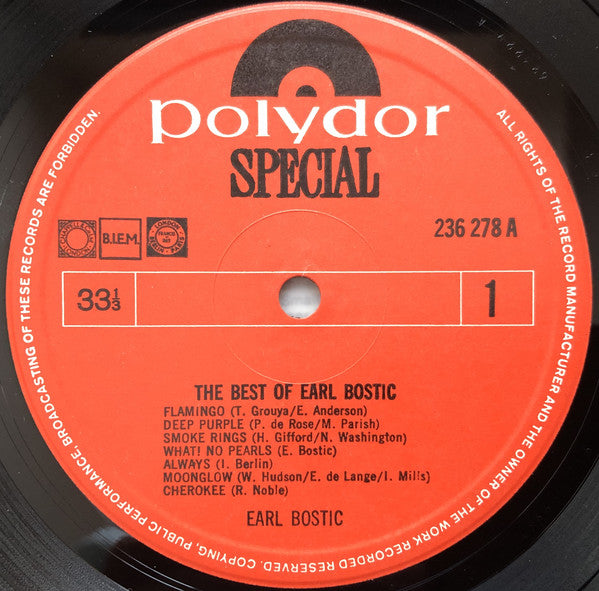 polydor
SPECIAL
B.I.E.M.
236 278 A
33⅓
1
THE BEST OF EARL BOSTIC
FLAMINGO (T. Grouya/E. Anderson)
DEEP PURPLE (P. de Rose/M. Parish)
SMOKE RINGS (H. Gifford/N. Washington)
WHAT! NO PEARLS (E. Bostic)
ALWAYS (I. Berlin)
MOONGLOW (W. Hudson/E. de Lange/I. Mills)
CHEROKEE (R. Noble)
EARL BOSTIC
ALL RIGHTS OF THE RECORD MANUFACTURER AND THE OWNER OF THE WORK RECORDED RESERVED. COPYING, PUBLIC PERFORMANCE, BROADCASTING OF THESE RECORDS ARE FORBIDDEN.